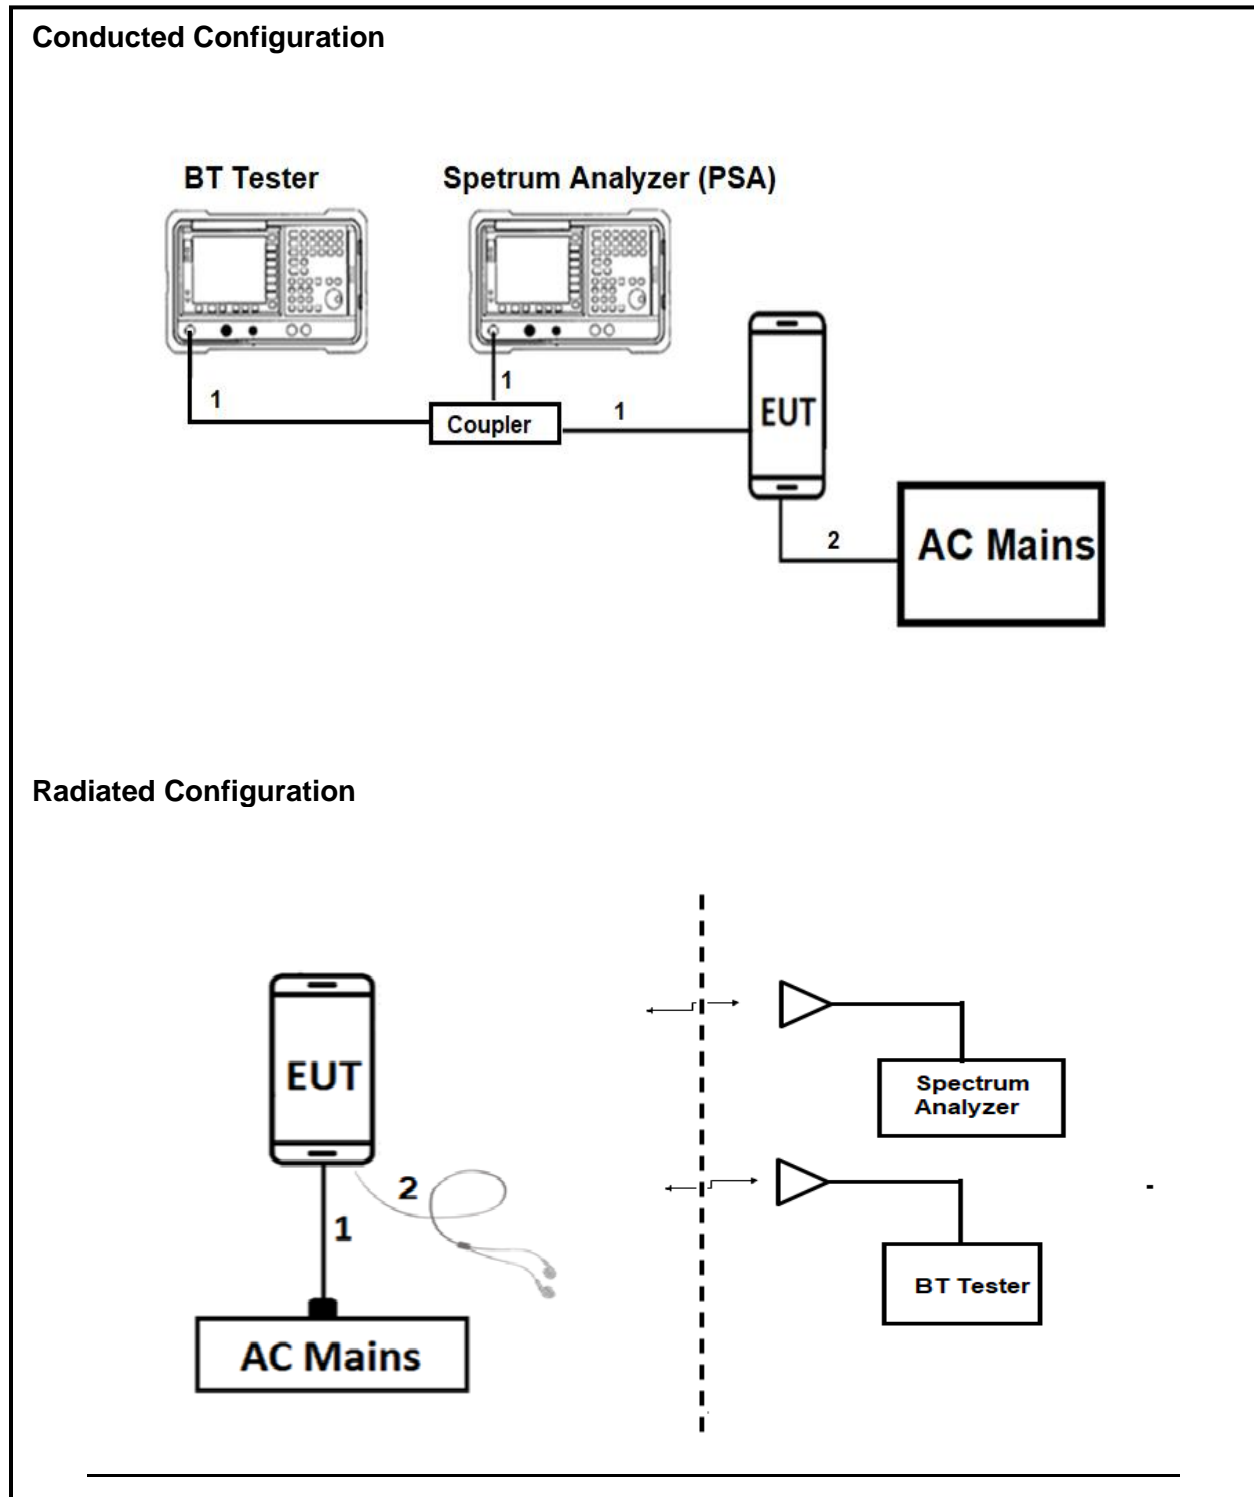 Conducted Configuration
BT Tester
Spetrum Analyzer (PSA)
1
1
1
Coupler
EUT
2
AC Mains
Radiated Configuration
EUT
2
1
AC Mains
Spectrum
Analyzer
BT Tester